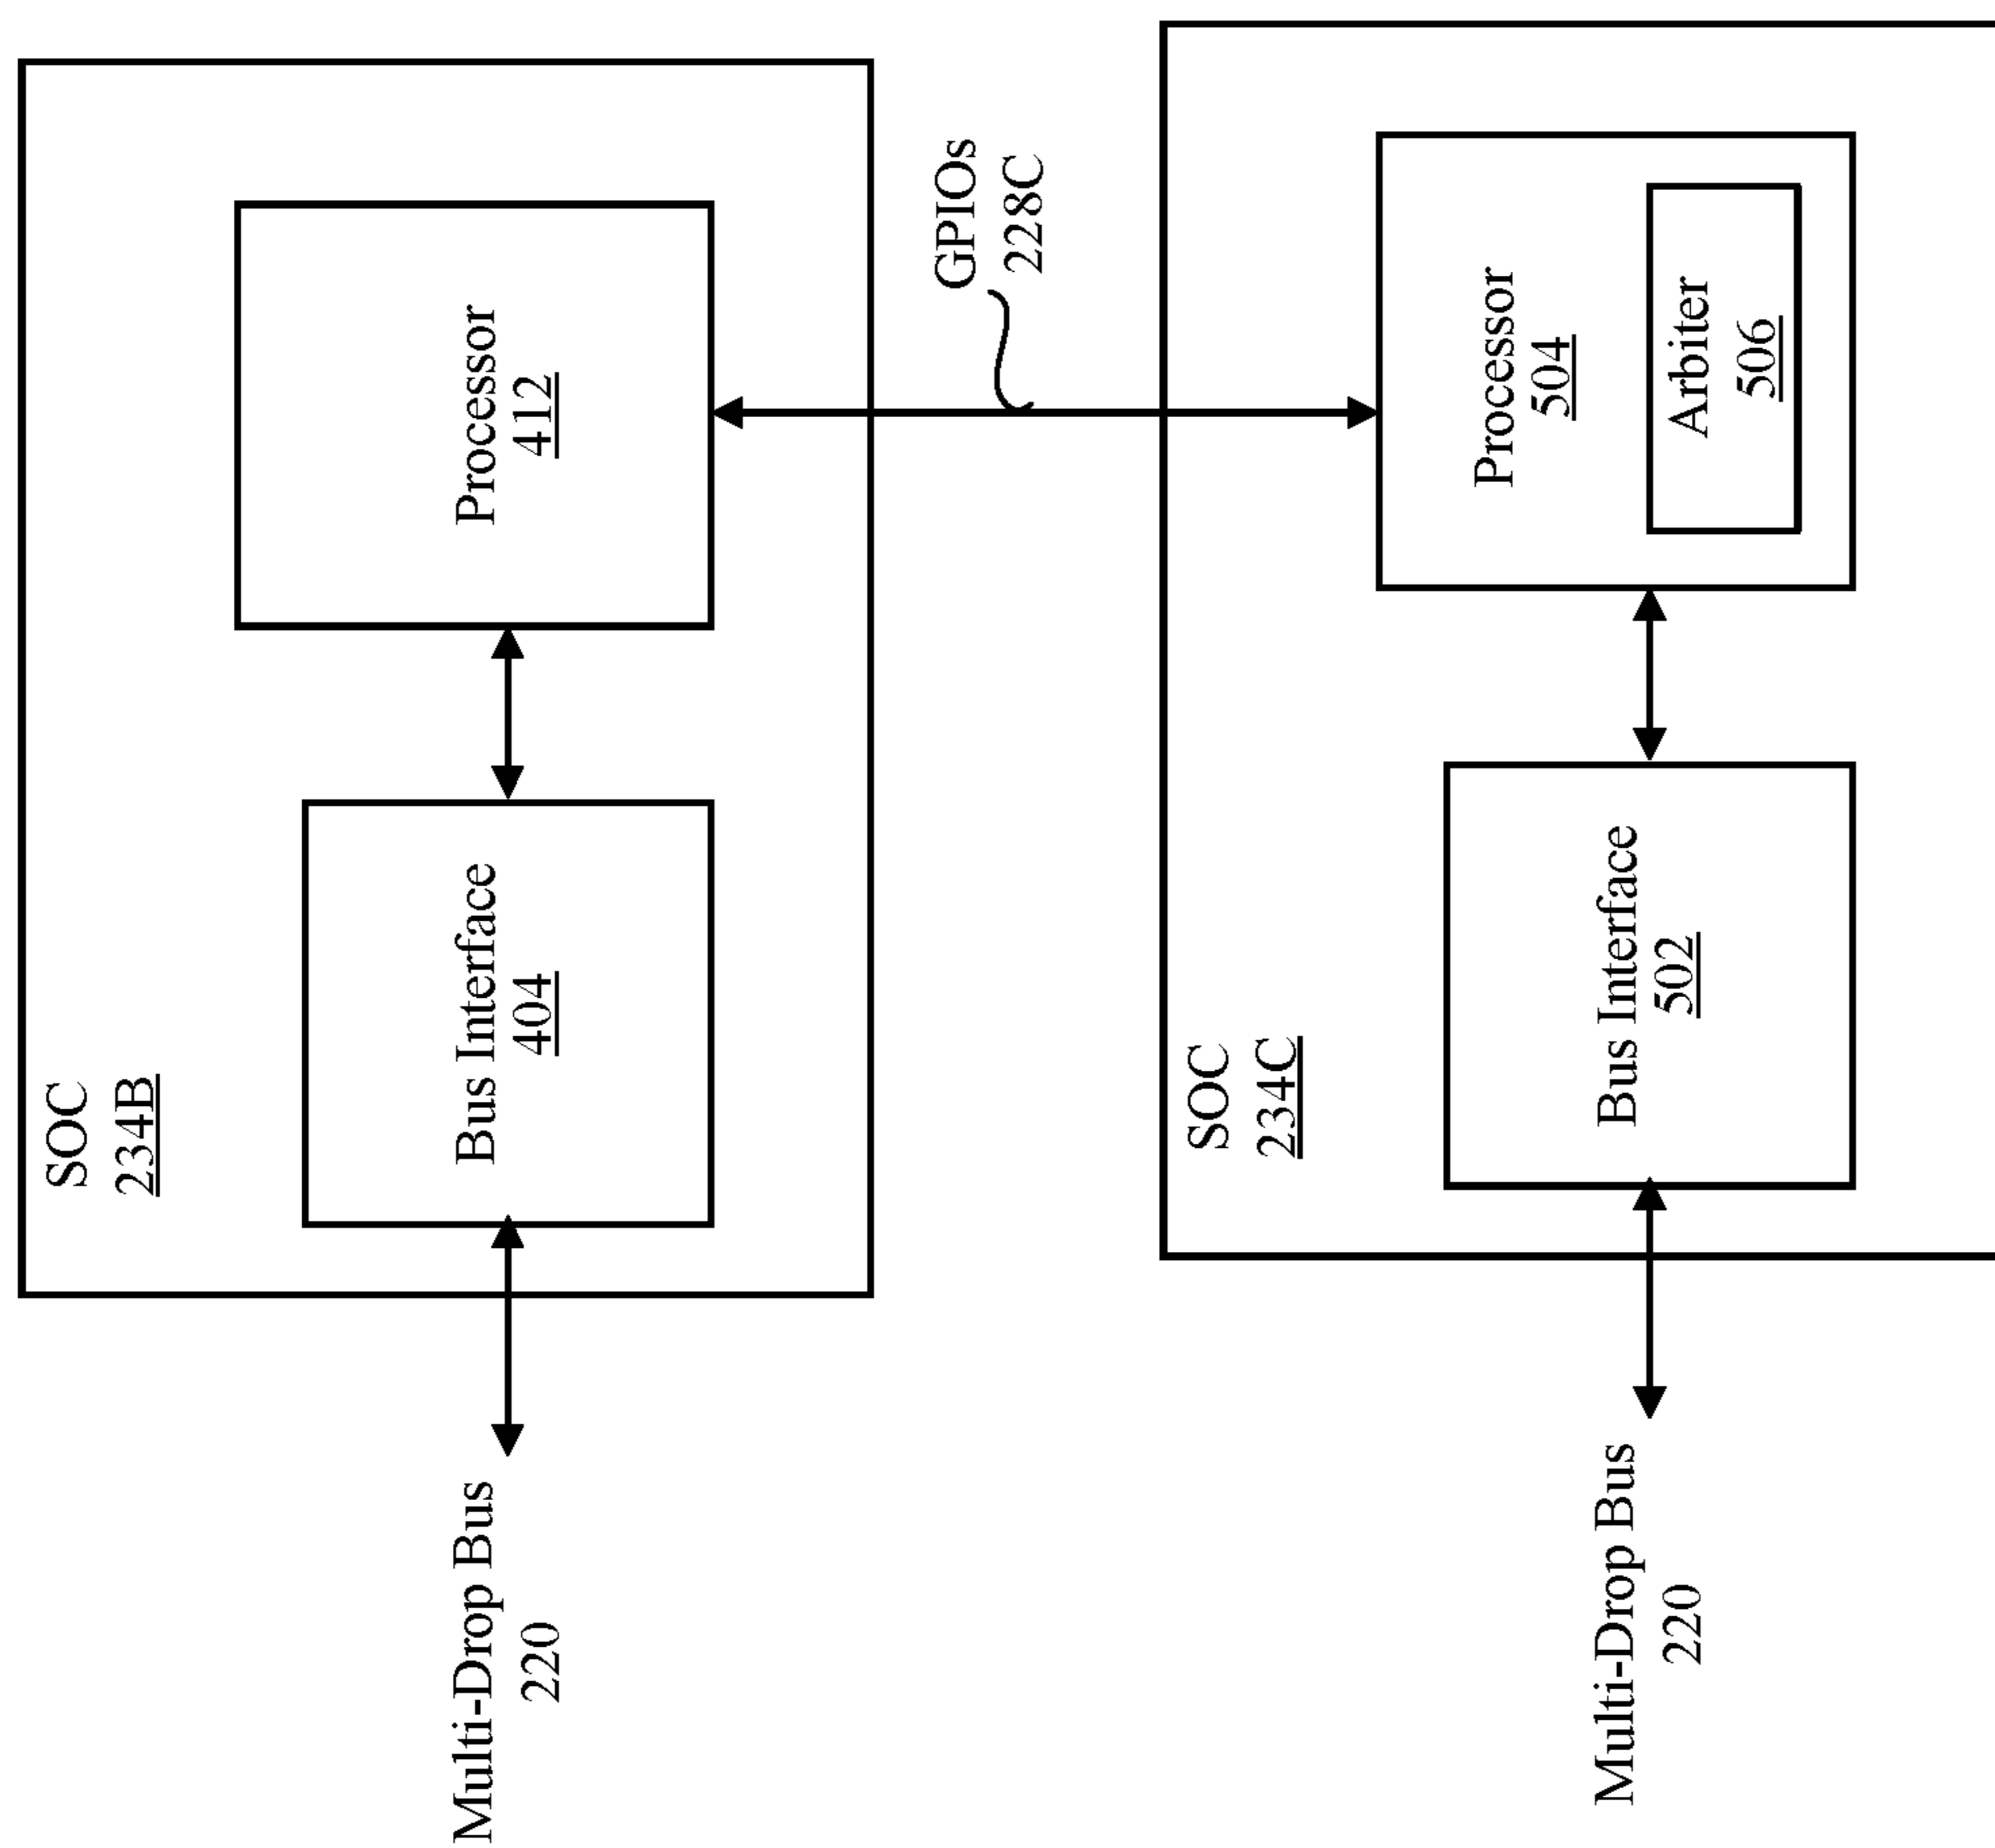 SOC
234B
Multi-Drop Bus
220
Bus Interface
404
Processor
412
GPIOs
228C
SOC
234C
Multi-Drop Bus
220
Bus Interface
502
Processor
504
Arbiter
506